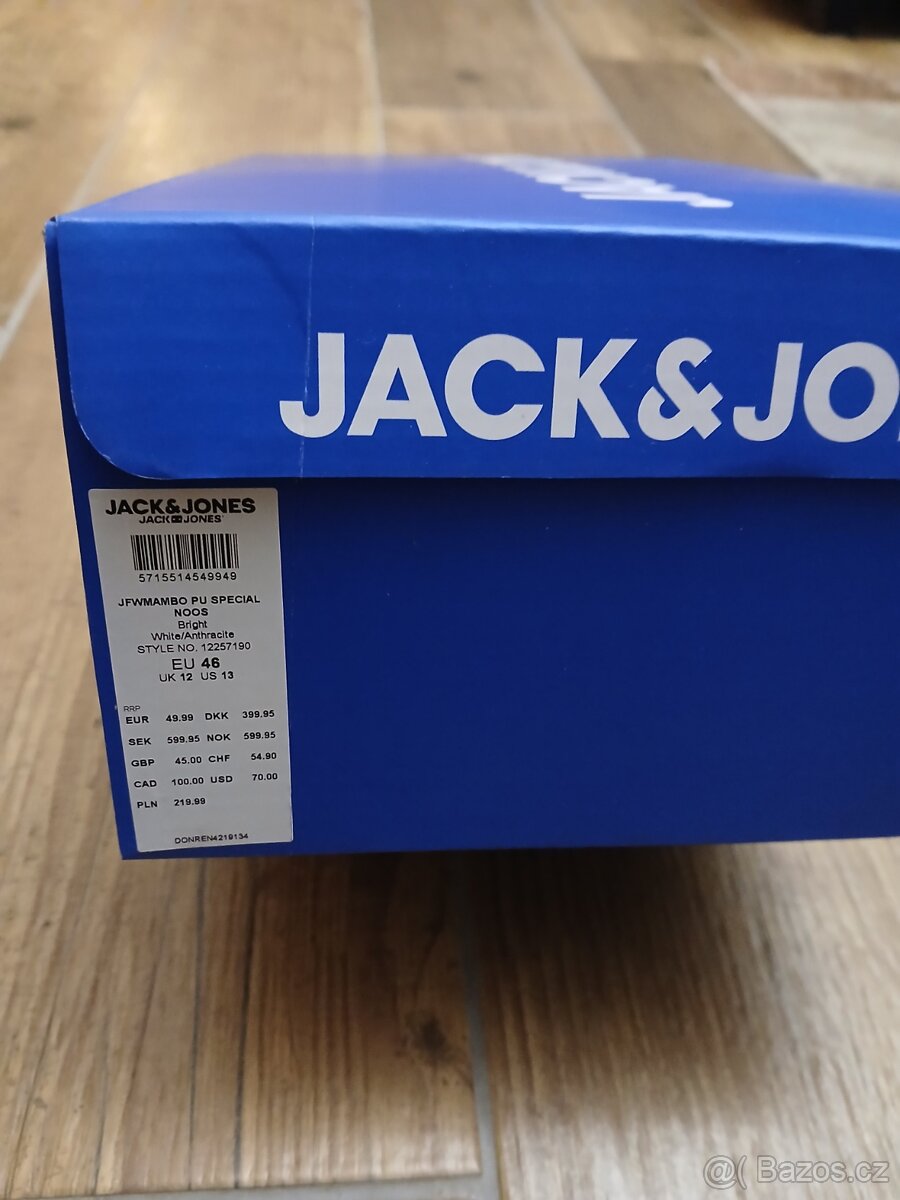 JACK&JONES
JACK&JO
JACK&JONES
JACK JONES
5715514549949
JFWMAMBO PU SPECIAL
NOOS
Bright
White/Anthracite
STYLE NO. 12257190
EU 46
UK 12 US 13
RRP
EUR 49.99 DKK 399.95
SEK 599.95 NOK 599.95
GBP 45.00 CHF 54.90
CAD 100.00 USD 70.00
PLN 219.99
DONREN4219134
@( Bazos.cz